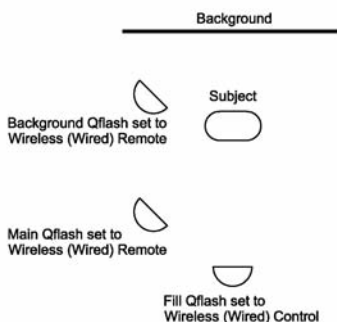 Background
Subject
Background Qflash set to
Wireless (Wired) Remote
Main Qflash set to
Wireless (Wired) Remote
Fill Qflash set to
Wireless (Wired) Control